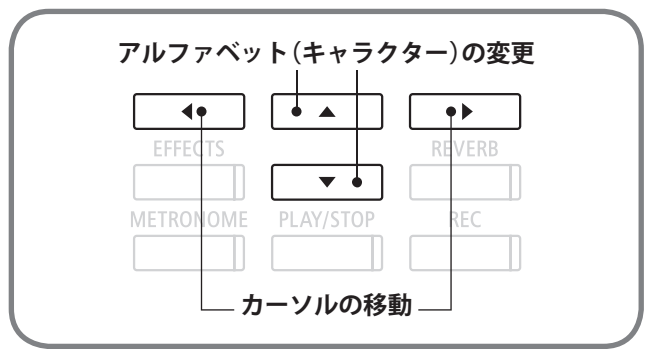 アルファベット(キャラクター)の変更
EFFECTS
REVERB
METRONOME
PLAY/STOP
REC
カーソルの移動